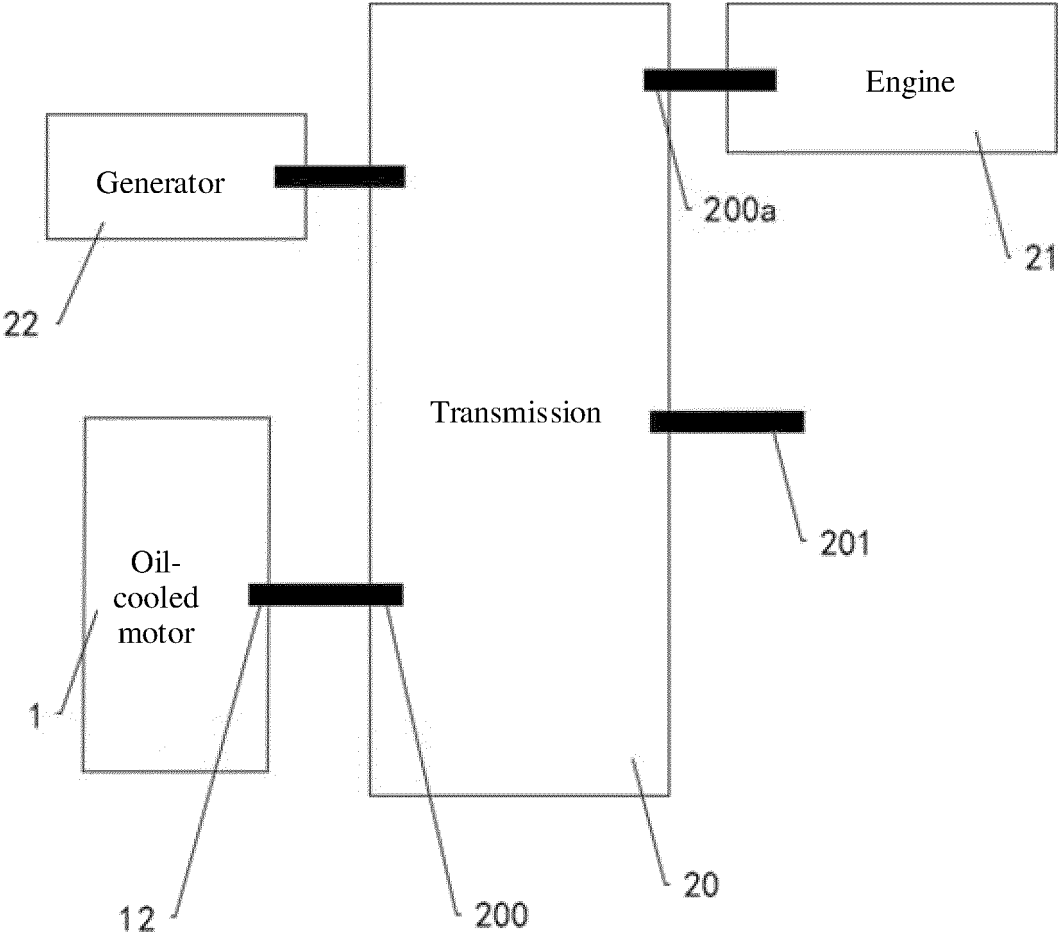 Engine
Generator
200a
21
22
Transmission
201
Oil-
cooled
motor
1
20
12
200